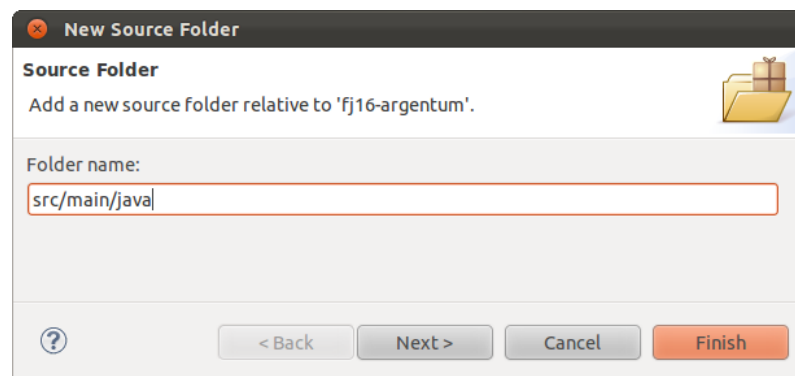 New Source Folder
Source Folder
Add a new source folder relative to 'fj16-argentum'.
Folder name:
src/main/java
? < Back Next > Cancel Finish